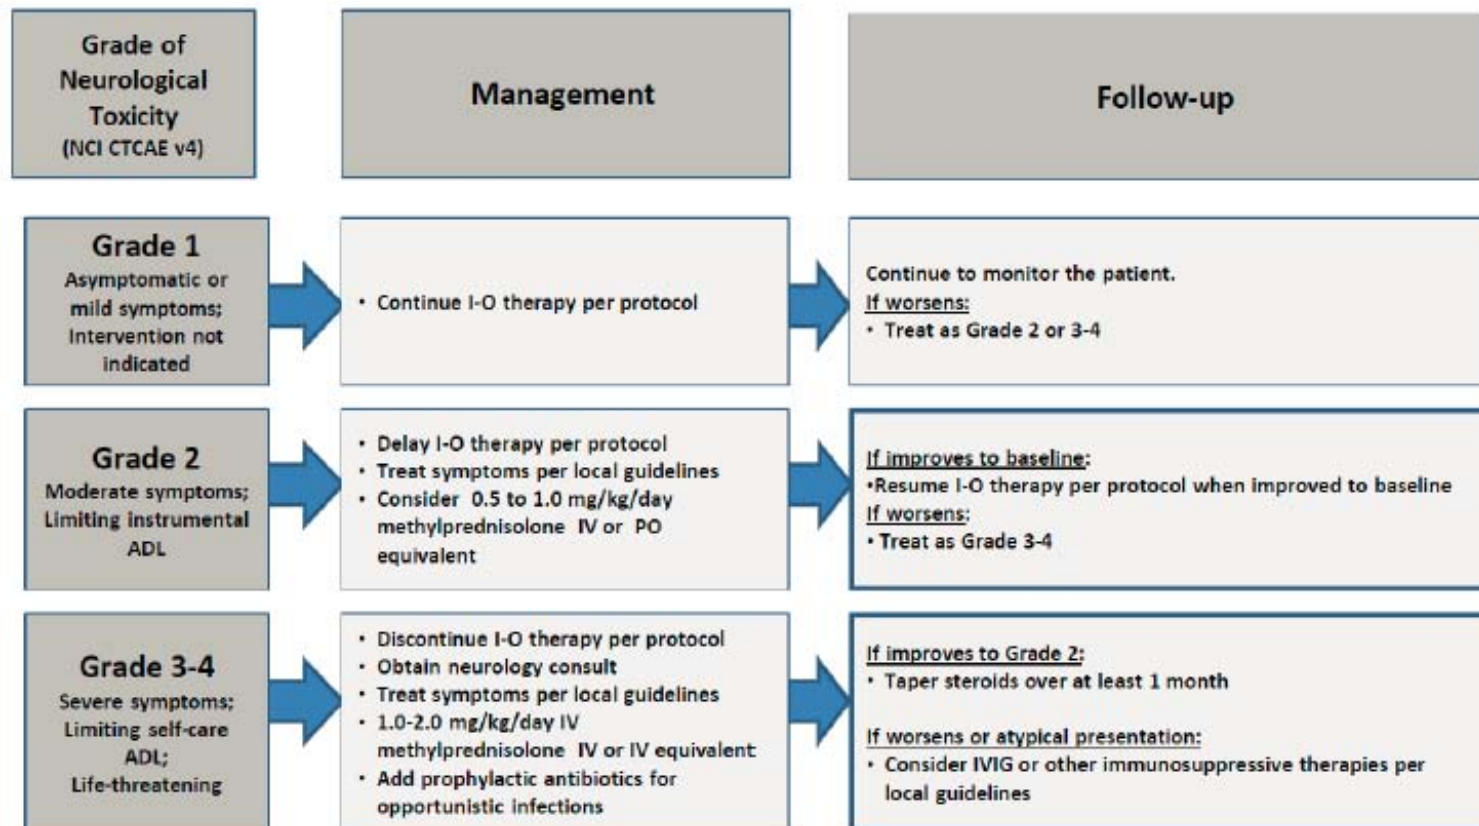 Grade of
Neurological
Toxicity
(NCI CTCAE v4)
Management
Follow-up
Grade 1
Asymptomatic or
mild symptoms;
Intervention not
indicated
• Continue I-O therapy per protocol
Continue to monitor the patient.
If worsens:
• Treat as Grade 2 or 3-4
Grade 2
Moderate symptoms;
Limiting instrumental
ADL
• Delay I-O therapy per protocol
• Treat symptoms per local guidelines
• Consider 0.5 to 1.0 mg/kg/day
methylprednisolone IV or PO
equivalent
If improves to baseline:
•Resume I-O therapy per protocol when improved to baseline
If worsens:
• Treat as Grade 3-4
Grade 3-4
Severe symptoms;
Limiting self-care
ADL;
Life-threatening
• Discontinue I-O therapy per protocol
• Obtain neurology consult
• Treat symptoms per local guidelines
• 1.0-2.0 mg/kg/day IV
methylprednisolone IV or IV equivalent
• Add prophylactic antibiotics for
opportunistic infections
If improves to Grade 2:
• Taper steroids over at least 1 month
If worsens or atypical presentation:
• Consider IVIG or other immunosuppressive therapies per
local guidelines